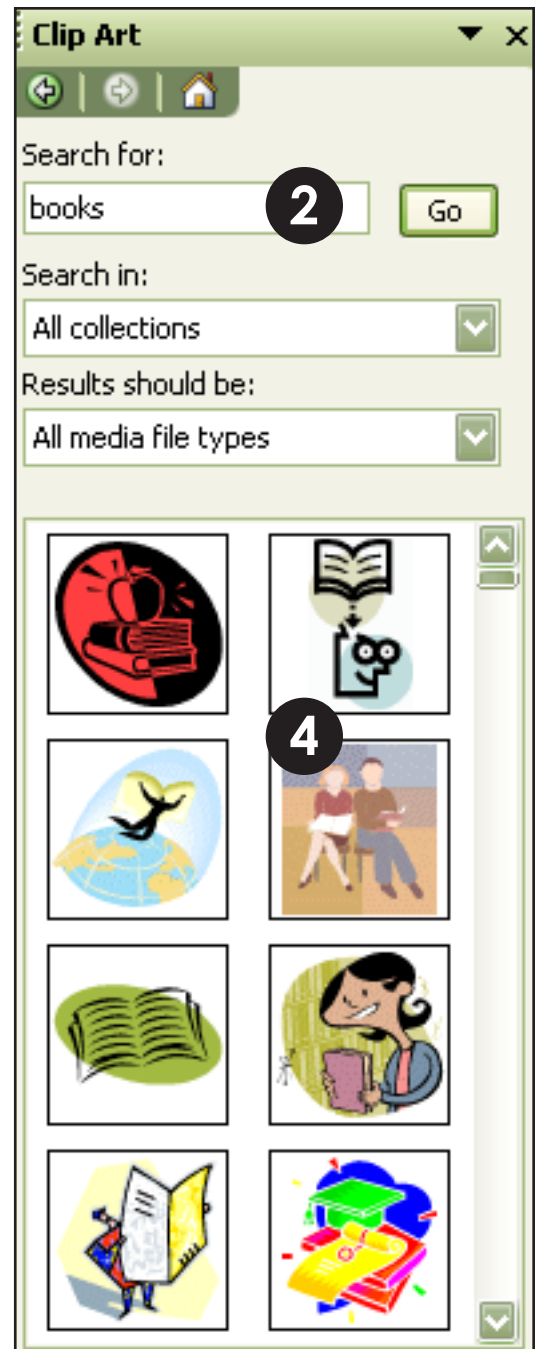 Clip Art
Search for:
books
2
Go
Search in:
All collections
Results should be:
All media file types
4